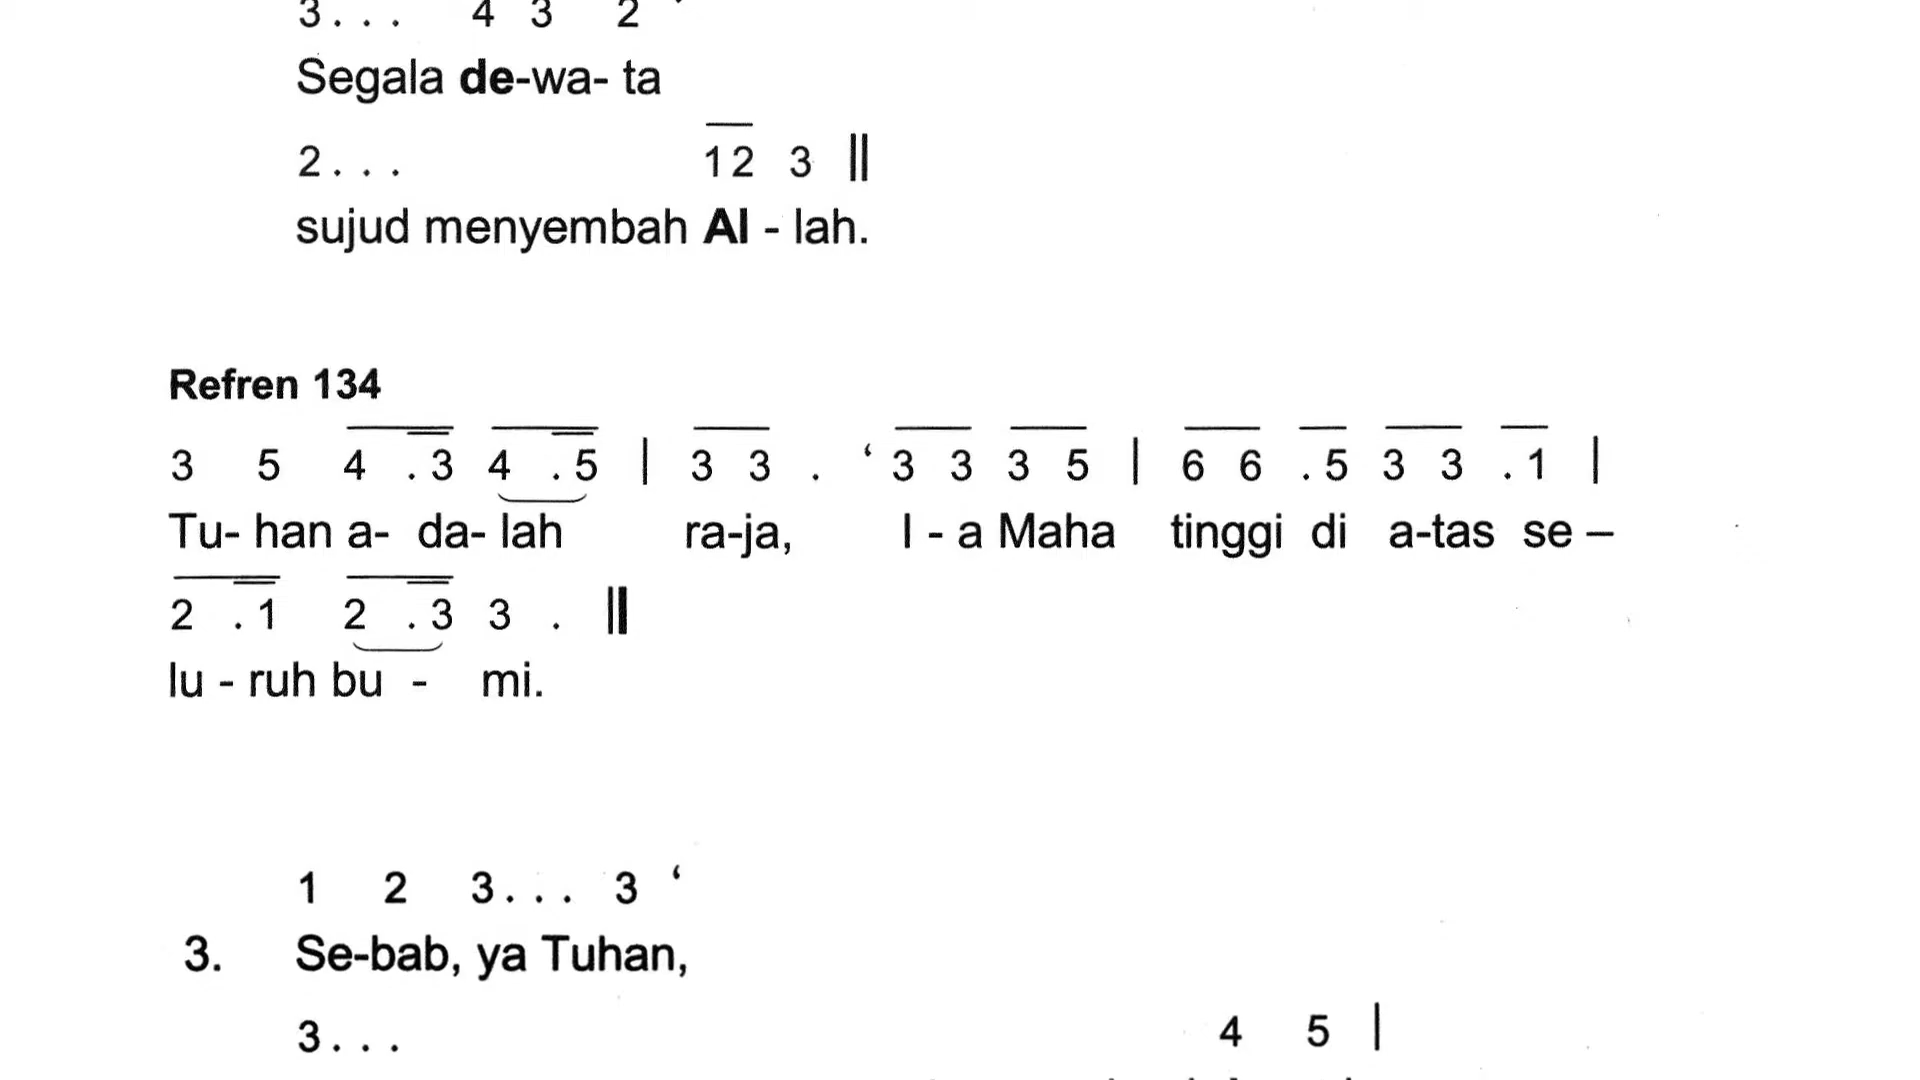 3 . . . 4 3 2 ‘
Segala de-wa- ta
2 . . . 1 2 3 ||
sujud menyembah Al - lah.
Refren 134
3 5 4 . 3 4 . 5 | 3 3 . ‘ 3 3 3 5 | 6 6 . 5 3 3 . 1 |
Tu- han a- da- lah ra-ja, I - a Maha tinggi di a-tas se –
2 . 1 2 . 3 3 . ||
lu - ruh bu - mi.
1 2 3 . . . 3 ‘
3. Se-bab, ya Tuhan,
3 . . . 4 5 |